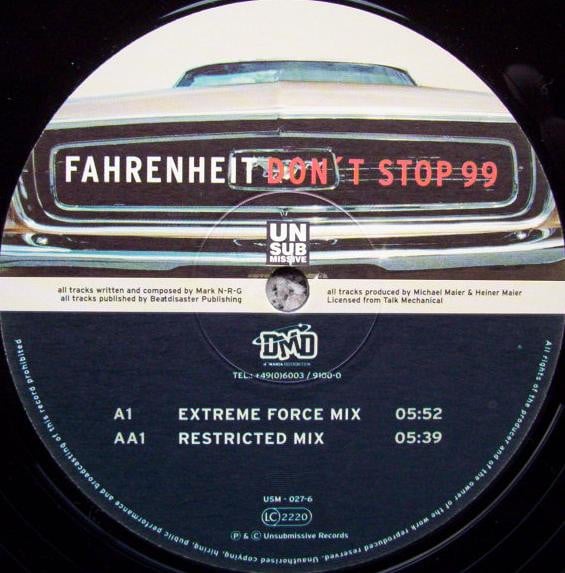 FAHRENHEIT DON´T STOP 99
UN
SUB
MISSIVE
all tracks written and composed by Mark N-R-G
all tracks published by Beatdisaster Publishing
all tracks produced by Michael Maier & Heiner Maier
Licensed from Talk Mechanical
DMD
TEL.: +49(0)6003 / 9100-0
A1 EXTREME FORCE MIX 05:52
AA1 RESTRICTED MIX 05:39
USM - 027-6
LC 2220
℗ & © Unsubmissive Records
All rights of the producer and of the owner of the work reproduced reserved. Unauthorised copying, hiring, public performance and broadcasting of this record prohibited